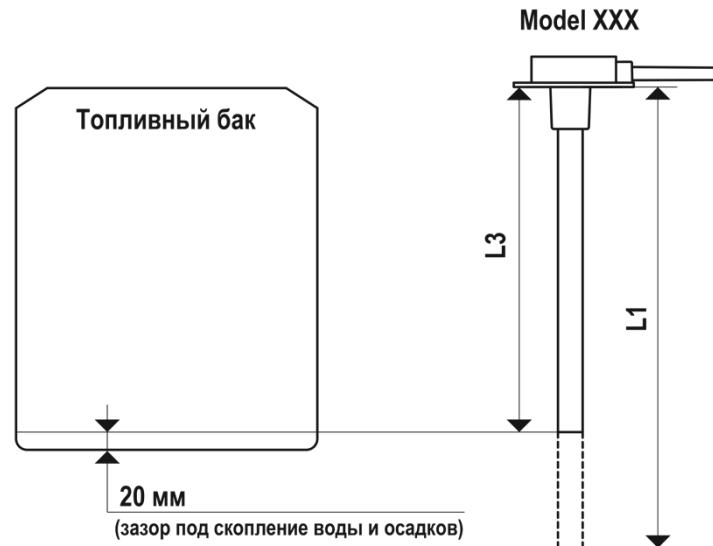 Model XXX
Топливный бак
L3
L1
20 мм
(зазор под скопление воды и осадков)